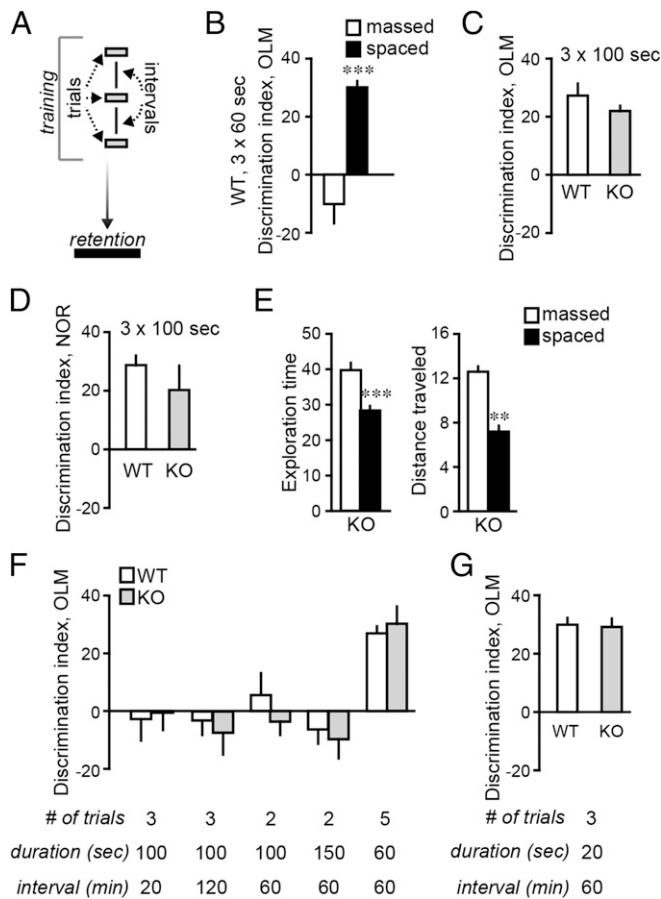 A
training
trials
intervals
retention
B
massed
spaced
WT, 3 x 60 sec
Discrimination index, OLM
40
20
0
-20
***
C
3 x 100 sec
Discrimination index, OLM
40
20
0
-20
WT KO
D
3 x 100 sec
Discrimination index, NOR
40
20
0
-20
WT KO
E
massed
spaced
Exploration time
50
40
30
20
10
0
***
KO
Distance traveled
16
12
8
4
0
**
KO
F
WT
KO
Discrimination index, OLM
40
20
0
-20
# of trials 3 3 2 2 5
duration (sec) 100 100 100 150 60
interval (min) 20 120 60 60 60
G
Discrimination index, OLM
40
20
0
-20
WT KO
# of trials 3
duration (sec) 20
interval (min) 60